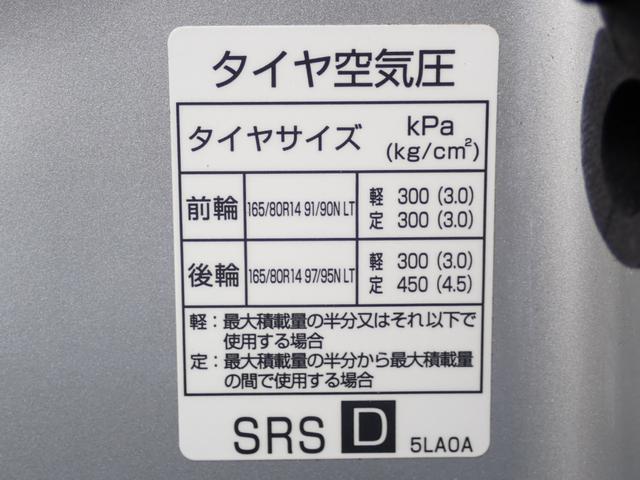 タイヤ空気圧
タイヤサイズ kPa (kg/cm²)
前輪 165/80R14 91/90N LT 軽 300 (3.0)
定 300 (3.0)
後輪 165/80R14 97/95N LT 軽 300 (3.0)
定 450 (4.5)
軽：最大積載量の半分又はそれ以下で
使用する場合
定：最大積載量の半分から最大積載量
の間で使用する場合
SRS D 5LA0A